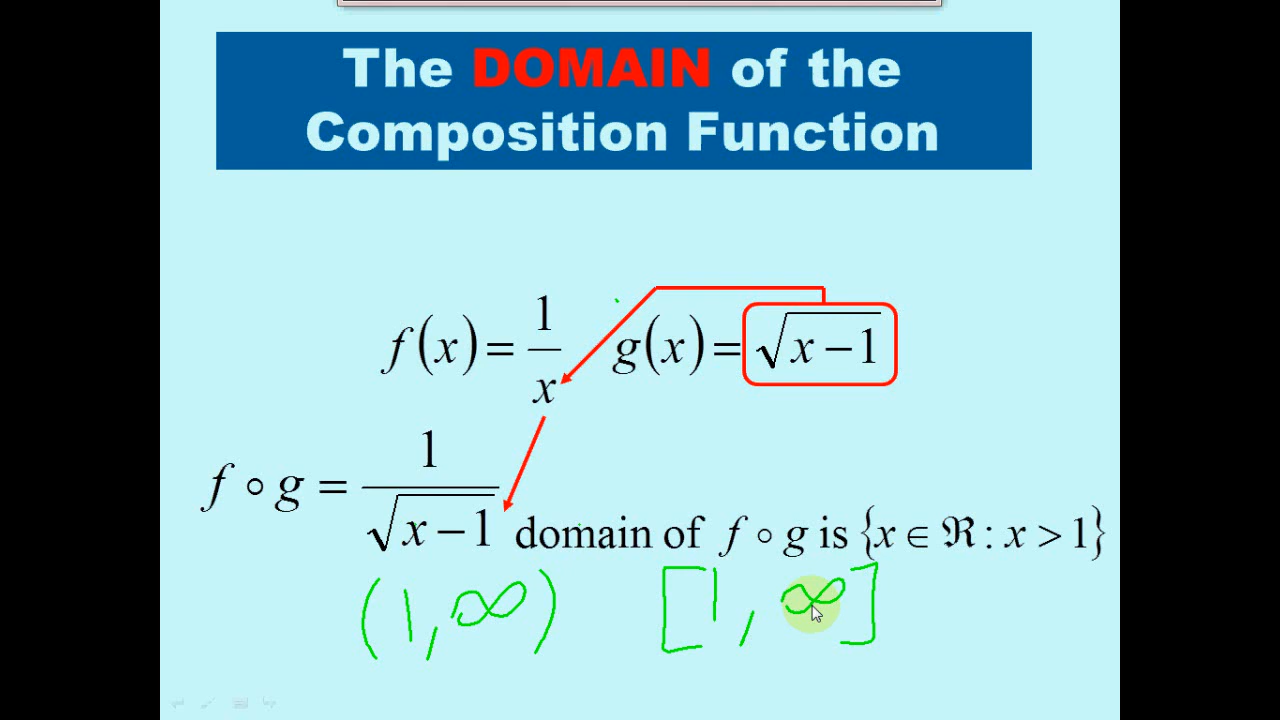 The DOMAIN of the
Composition Function
f(x) = 1/x   g(x) = √(x − 1)
f ∘ g = 1/√(x − 1)   domain of f ∘ g is {x ∈ ℜ : x > 1}
(1, ∞)   [1, ∞]